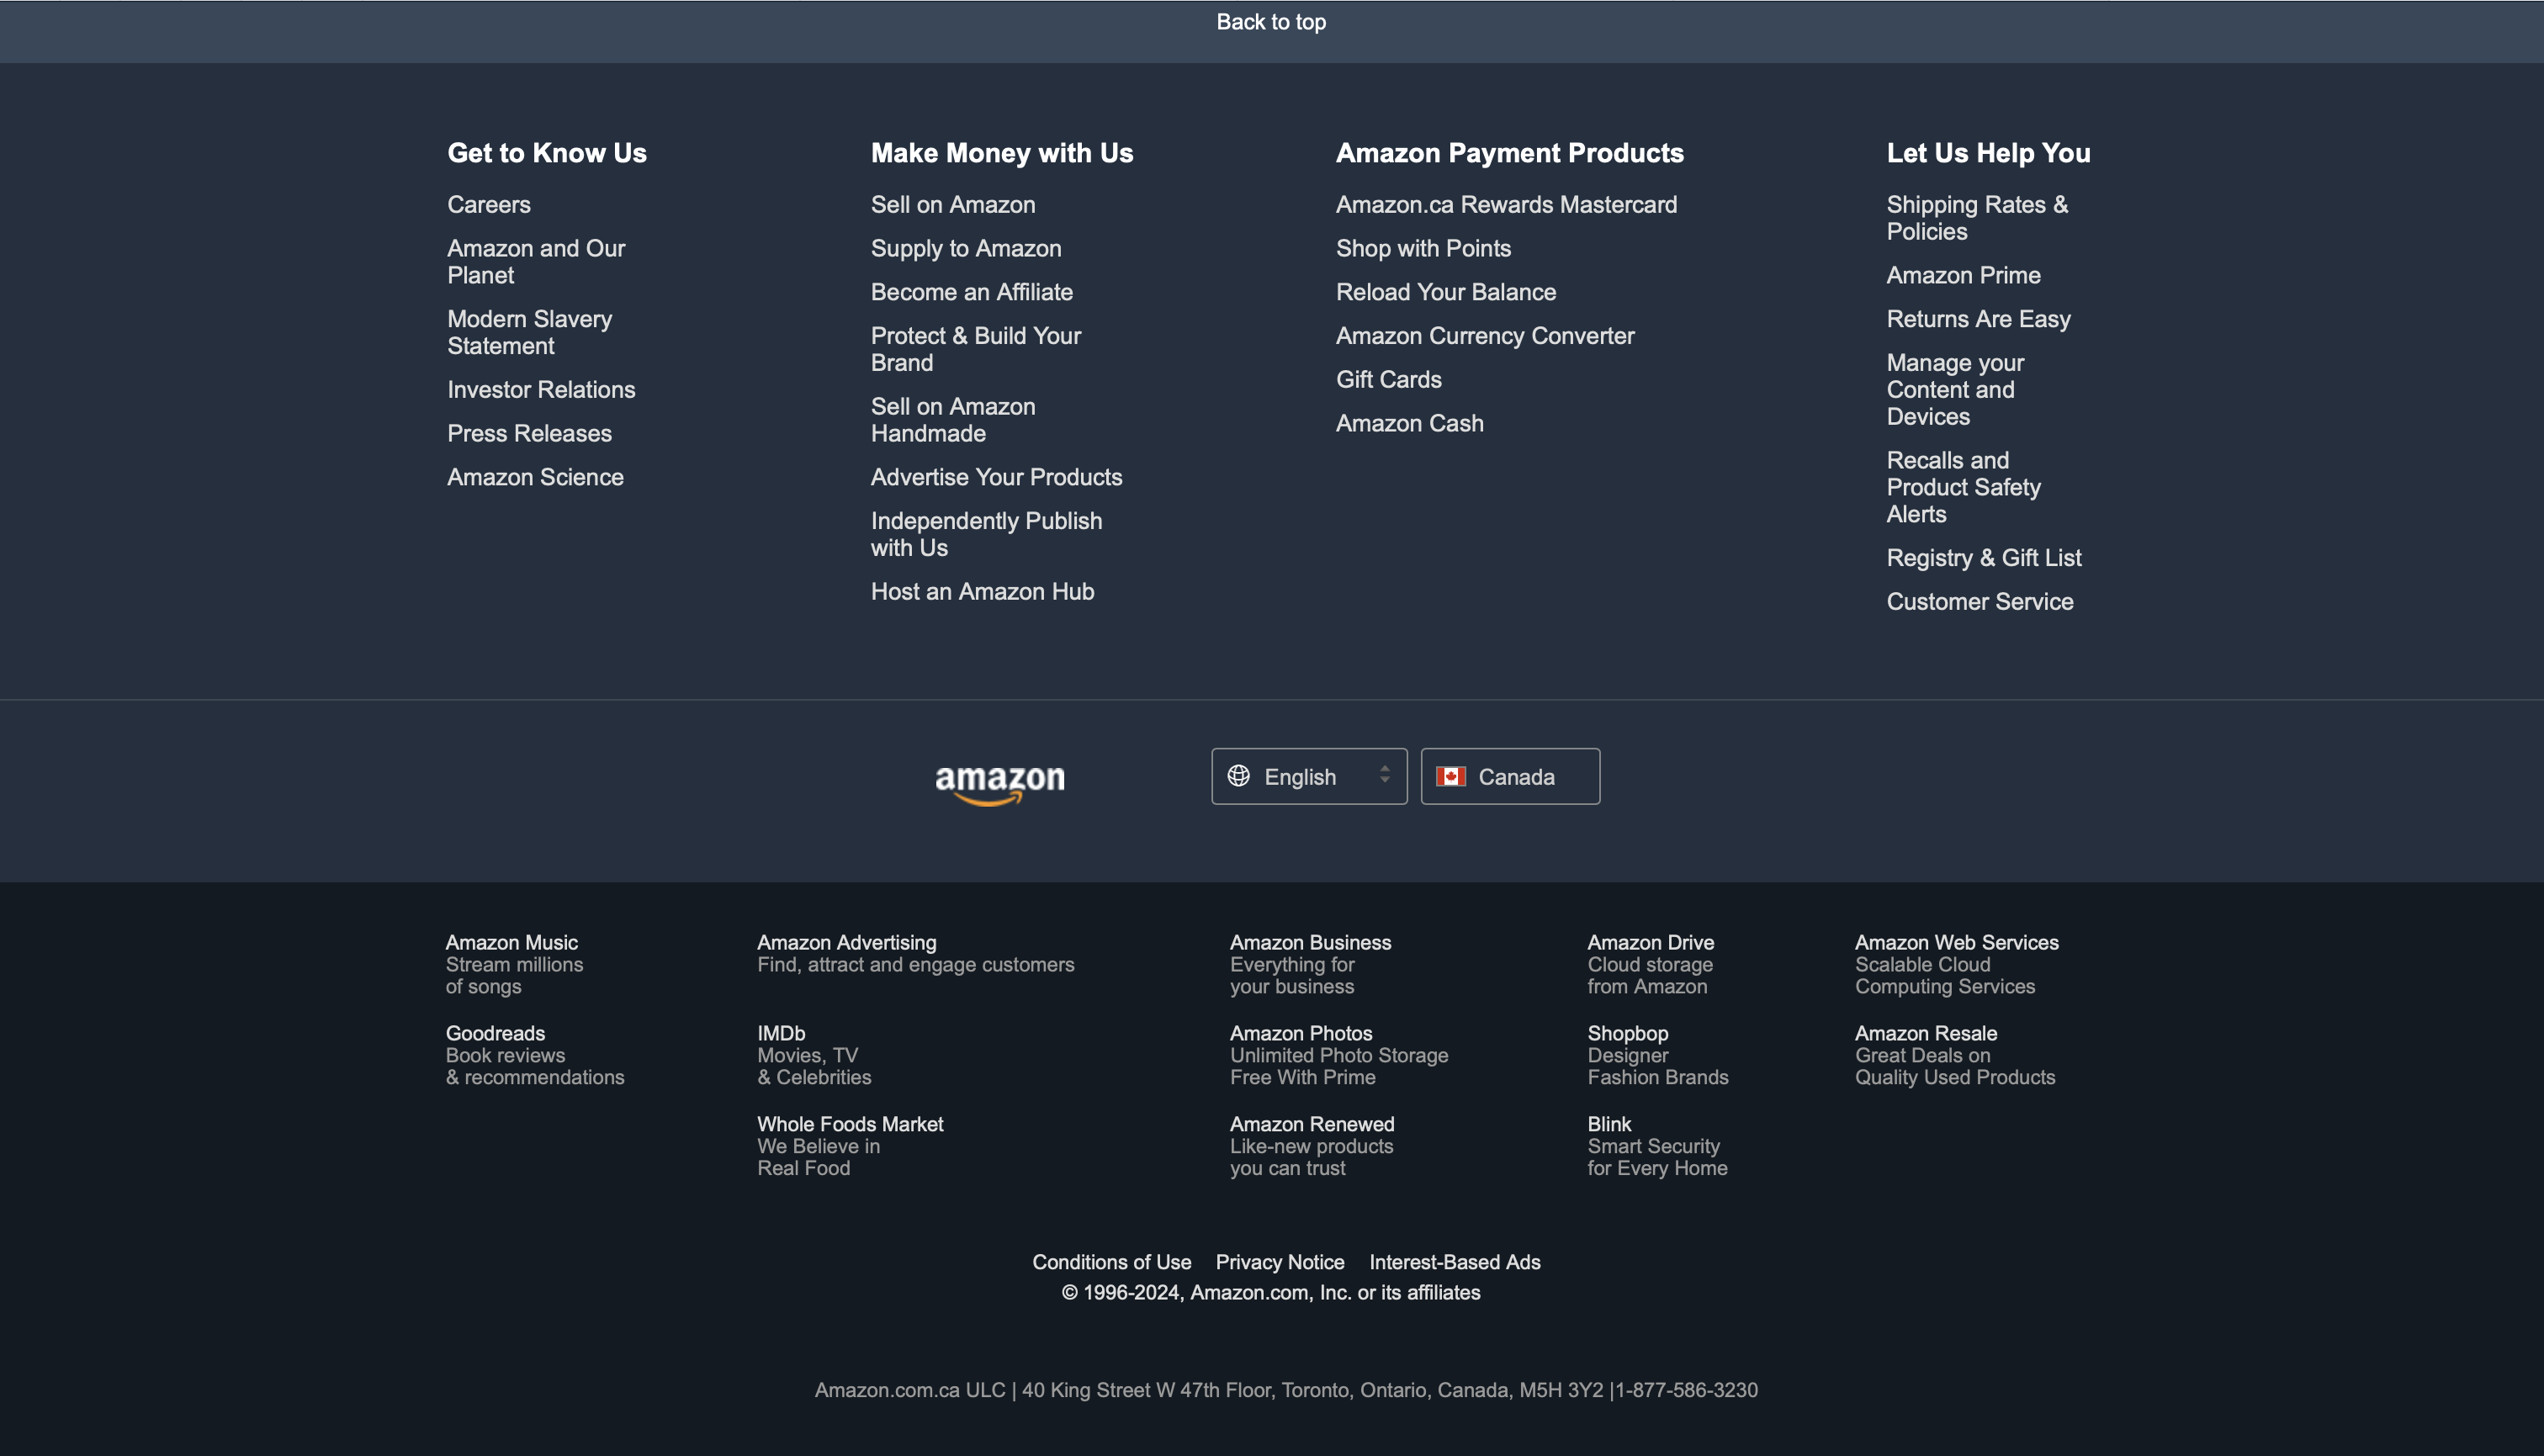 Back to top
Get to Know Us
Careers
Amazon and Our
Planet
Modern Slavery
Statement
Investor Relations
Press Releases
Amazon Science
Make Money with Us
Sell on Amazon
Supply to Amazon
Become an Affiliate
Protect & Build Your
Brand
Sell on Amazon
Handmade
Advertise Your Products
Independently Publish
with Us
Host an Amazon Hub
Amazon Payment Products
Amazon.ca Rewards Mastercard
Shop with Points
Reload Your Balance
Amazon Currency Converter
Gift Cards
Amazon Cash
Let Us Help You
Shipping Rates &
Policies
Amazon Prime
Returns Are Easy
Manage your
Content and
Devices
Recalls and
Product Safety
Alerts
Registry & Gift List
Customer Service
amazon
English
Canada
Amazon Music
Stream millions
of songs
Amazon Advertising
Find, attract and engage customers
Amazon Business
Everything for
your business
Amazon Drive
Cloud storage
from Amazon
Amazon Web Services
Scalable Cloud
Computing Services
Goodreads
Book reviews
& recommendations
IMDb
Movies, TV
& Celebrities
Amazon Photos
Unlimited Photo Storage
Free With Prime
Shopbop
Designer
Fashion Brands
Amazon Resale
Great Deals on
Quality Used Products
Whole Foods Market
We Believe in
Real Food
Amazon Renewed
Like-new products
you can trust
Blink
Smart Security
for Every Home
Conditions of Use Privacy Notice Interest-Based Ads
© 1996-2024, Amazon.com, Inc. or its affiliates
Amazon.com.ca ULC | 40 King Street W 47th Floor, Toronto, Ontario, Canada, M5H 3Y2 |1-877-586-3230